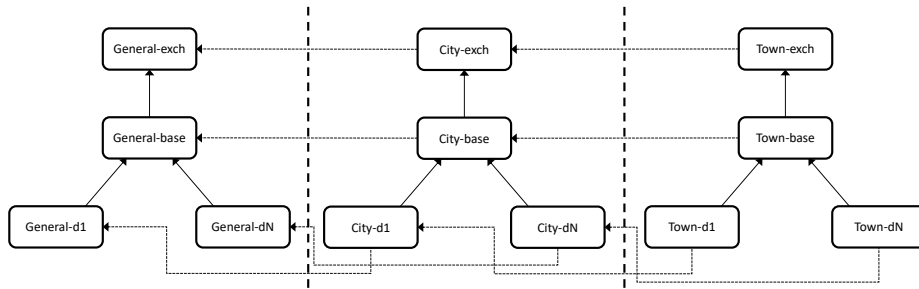 General-exch
City-exch
Town-exch
General-base
City-base
Town-base
General-d1
General-dN
City-d1
City-dN
Town-d1
Town-dN